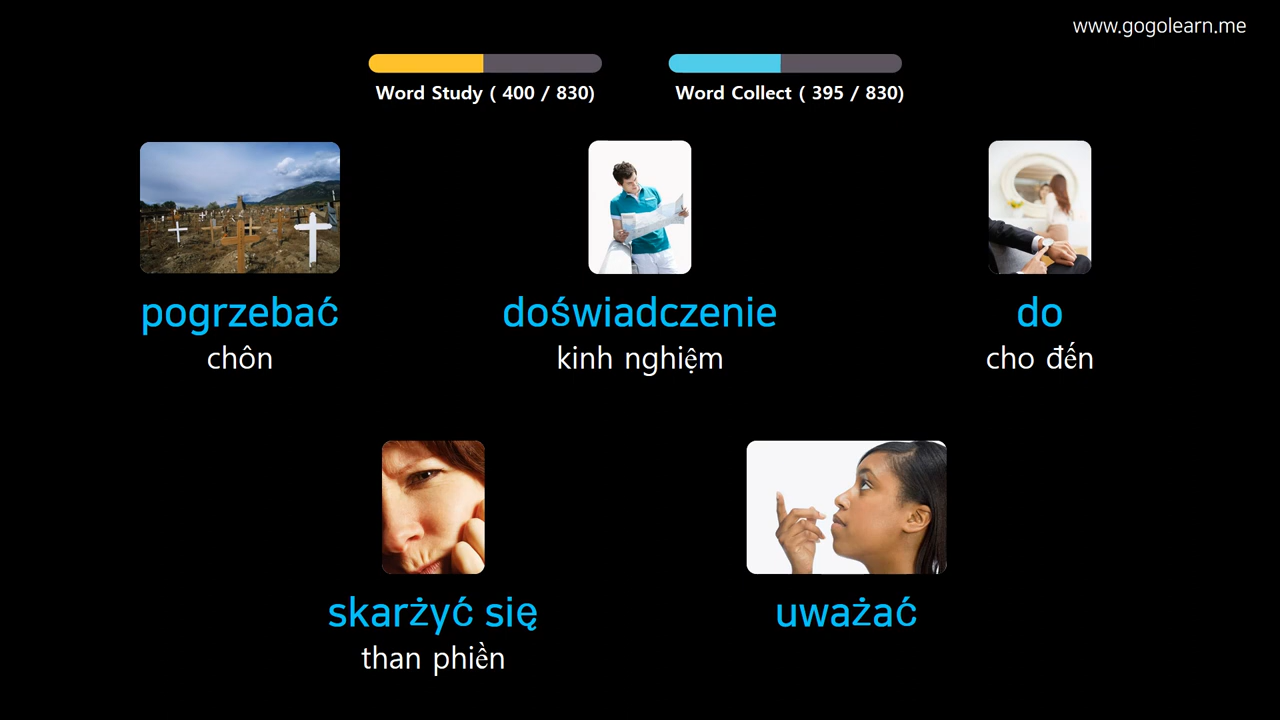 www.gogolearn.me
Word Study ( 400 / 830)
Word Collect ( 395 / 830)
pogrzebać
chôn
doświadczenie
kinh nghiệm
do
cho đến
skarżyć się
than phiền
uważać